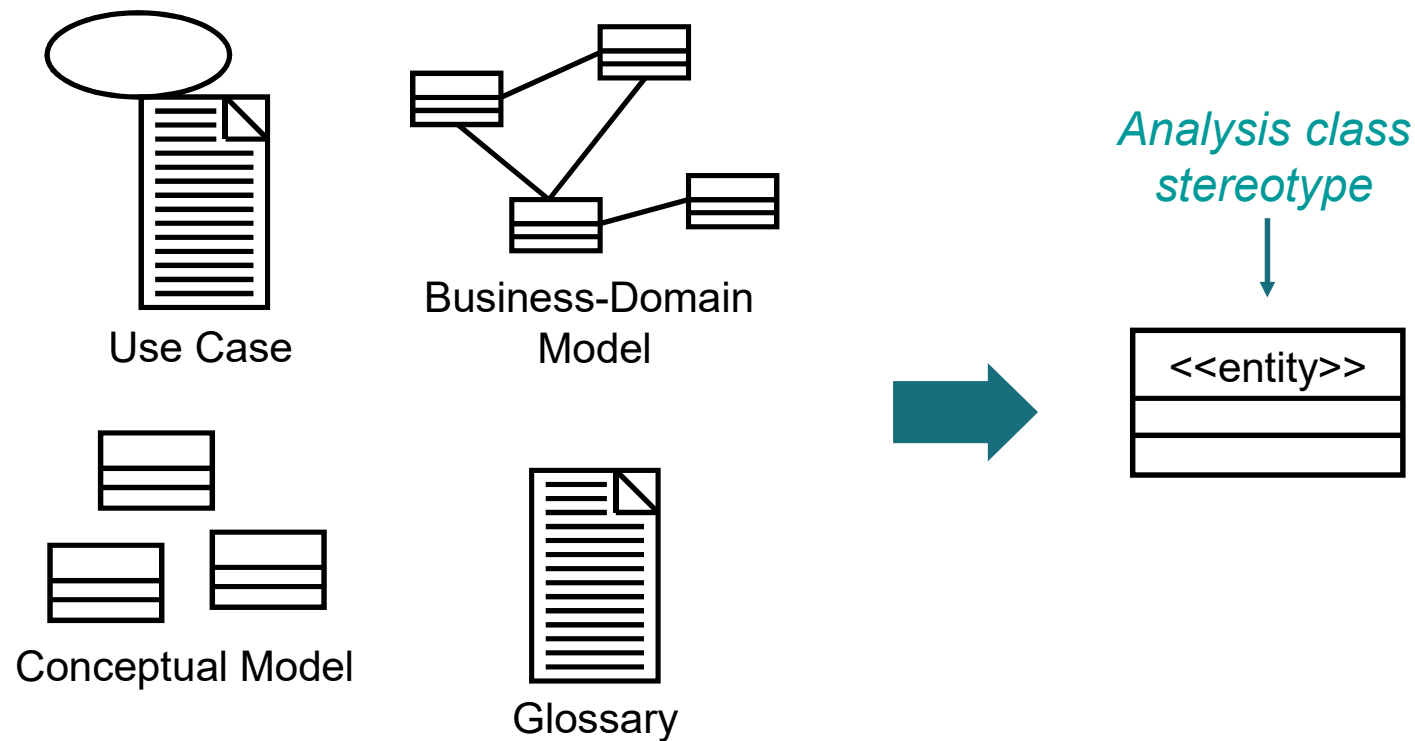 Use Case
Business-Domain
Model
Conceptual Model
Glossary
Analysis class
stereotype
<<entity>>